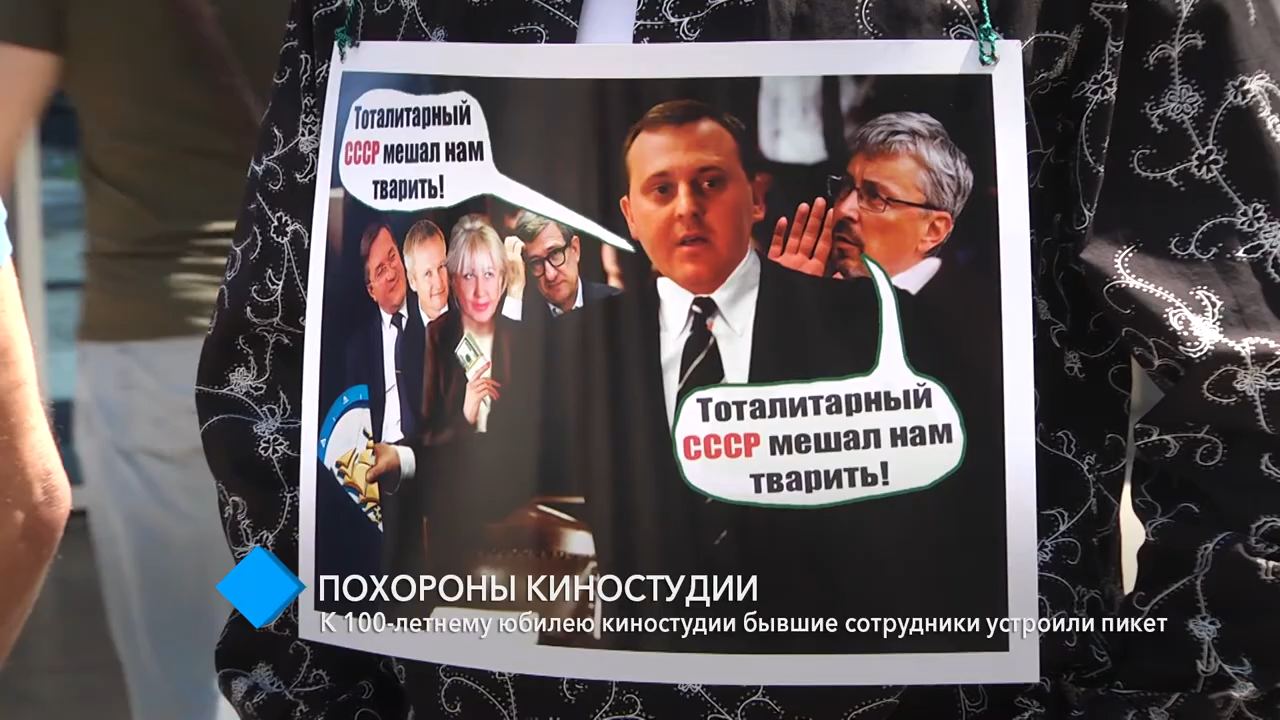 Тоталитарный
СССР мешал нам
тварить!
Тоталитарный
СССР мешал нам
тварить!
ПОХОРОНЫ КИНОСТУДИИ
К 100-летнему юбилею киностудии бывшие сотрудники устроили пикет